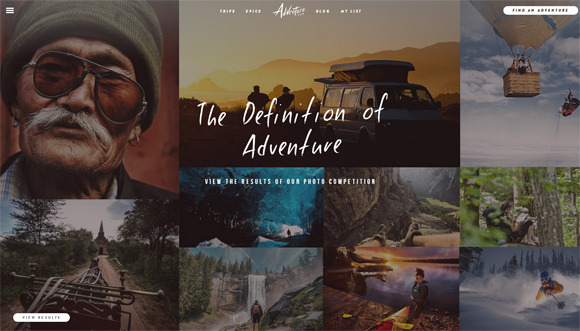 TRIPS EPICS Adventure BLOG MY LIST
FIND AN ADVENTURE
The Definition of
Adventure
VIEW THE RESULTS OF OUR PHOTO COMPETITION
VIEW RESULTS